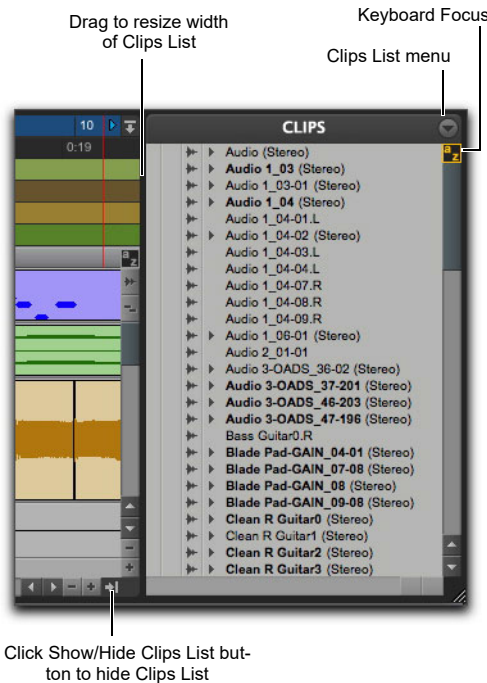 Drag to resize width
of Clips List
Keyboard Focus
Clips List menu
10
CLIPS
0:19
a z
a z
Audio (Stereo)
Audio 1_03 (Stereo)
Audio 1_03-01 (Stereo)
Audio 1_04 (Stereo)
Audio 1_04-01.L
Audio 1_04-02 (Stereo)
Audio 1_04-03.L
Audio 1_04-04.L
Audio 1_04-07.R
Audio 1_04-08.R
Audio 1_04-09.R
Audio 1_06-01 (Stereo)
Audio 2_01-01
Audio 3-OADS_36-02 (Stereo)
Audio 3-OADS_37-201 (Stereo)
Audio 3-OADS_46-203 (Stereo)
Audio 3-OADS_47-196 (Stereo)
Bass Guitar0.R
Blade Pad-GAIN_04-01 (Stereo)
Blade Pad-GAIN_07-08 (Stereo)
Blade Pad-GAIN_08 (Stereo)
Blade Pad-GAIN_09-08 (Stereo)
Clean R Guitar0 (Stereo)
Clean R Guitar1 (Stereo)
Clean R Guitar2 (Stereo)
Clean R Guitar3 (Stereo)
Click Show/Hide Clips List but-
ton to hide Clips List